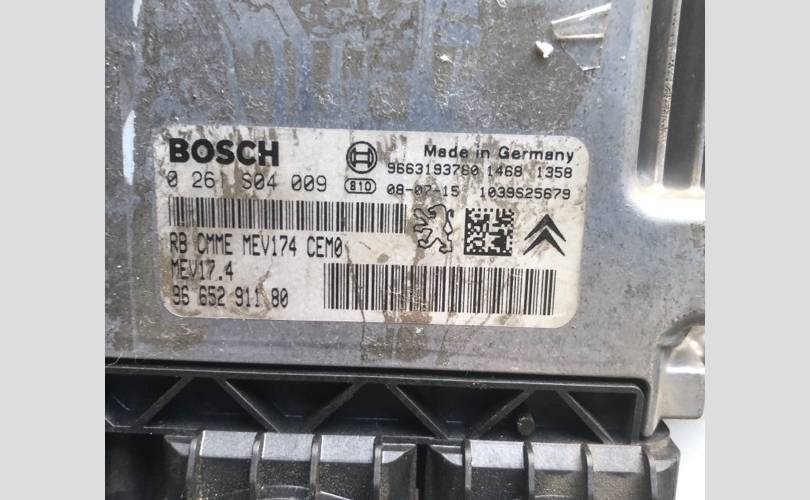 BOSCH
Made in Germany
9663193780 1468 1358
0 261 S04 009
810
08-07-15 1039S25679
RB CMME MEV174 CEM0
MEV17.4
96 652 911 80